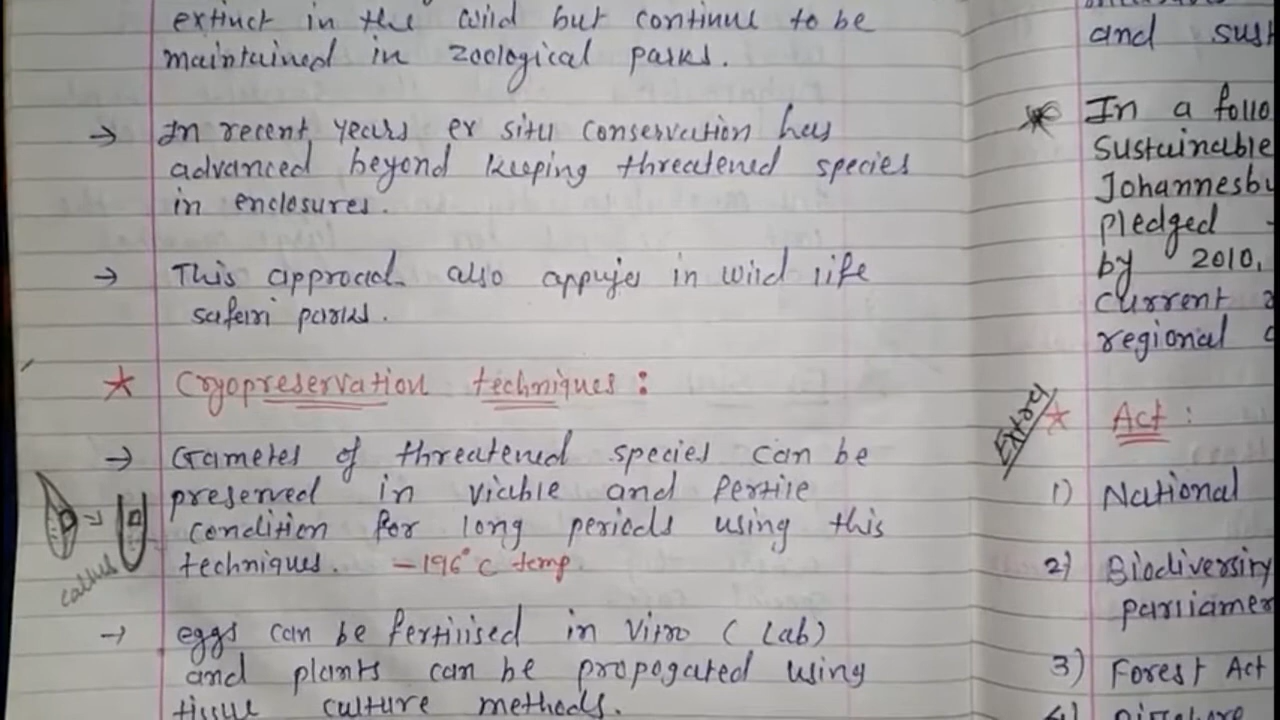 extinct in the wild but continue to be
maintained in zoological parks.
→ In recent years ex situ conservation has
advanced beyond keeping threatened species
in enclosures.
→ This approach also applies in wild life
safari parks.
★ Cryopreservation techniques :
→ Gametes of threatened species can be
preserved in viable and fertile
condition for long periods using this
techniques. -196°C temp
callus
→ eggs can be fertilised in vitro (Lab)
and plants can be propogated using
tissue culture methods.
and sust
In a follo
Sustainable
Johannesbu
pledged
by 2010,
current
regional
Extra
★ Act :
1) National
2) Biodiversity
parliamen
3) Forest Act
4)